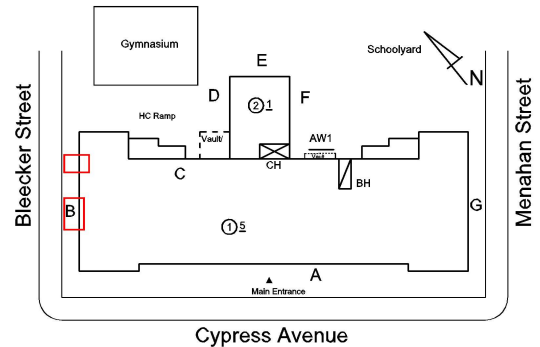 Gymnasium
Schoolyard
N
E
D
F
② 1
HC Ramp
Vault/
AW1
Vault
C
CH
BH
B
G
① 5
A
Main Entrance
Bleecker Street
Menahan Street
Cypress Avenue